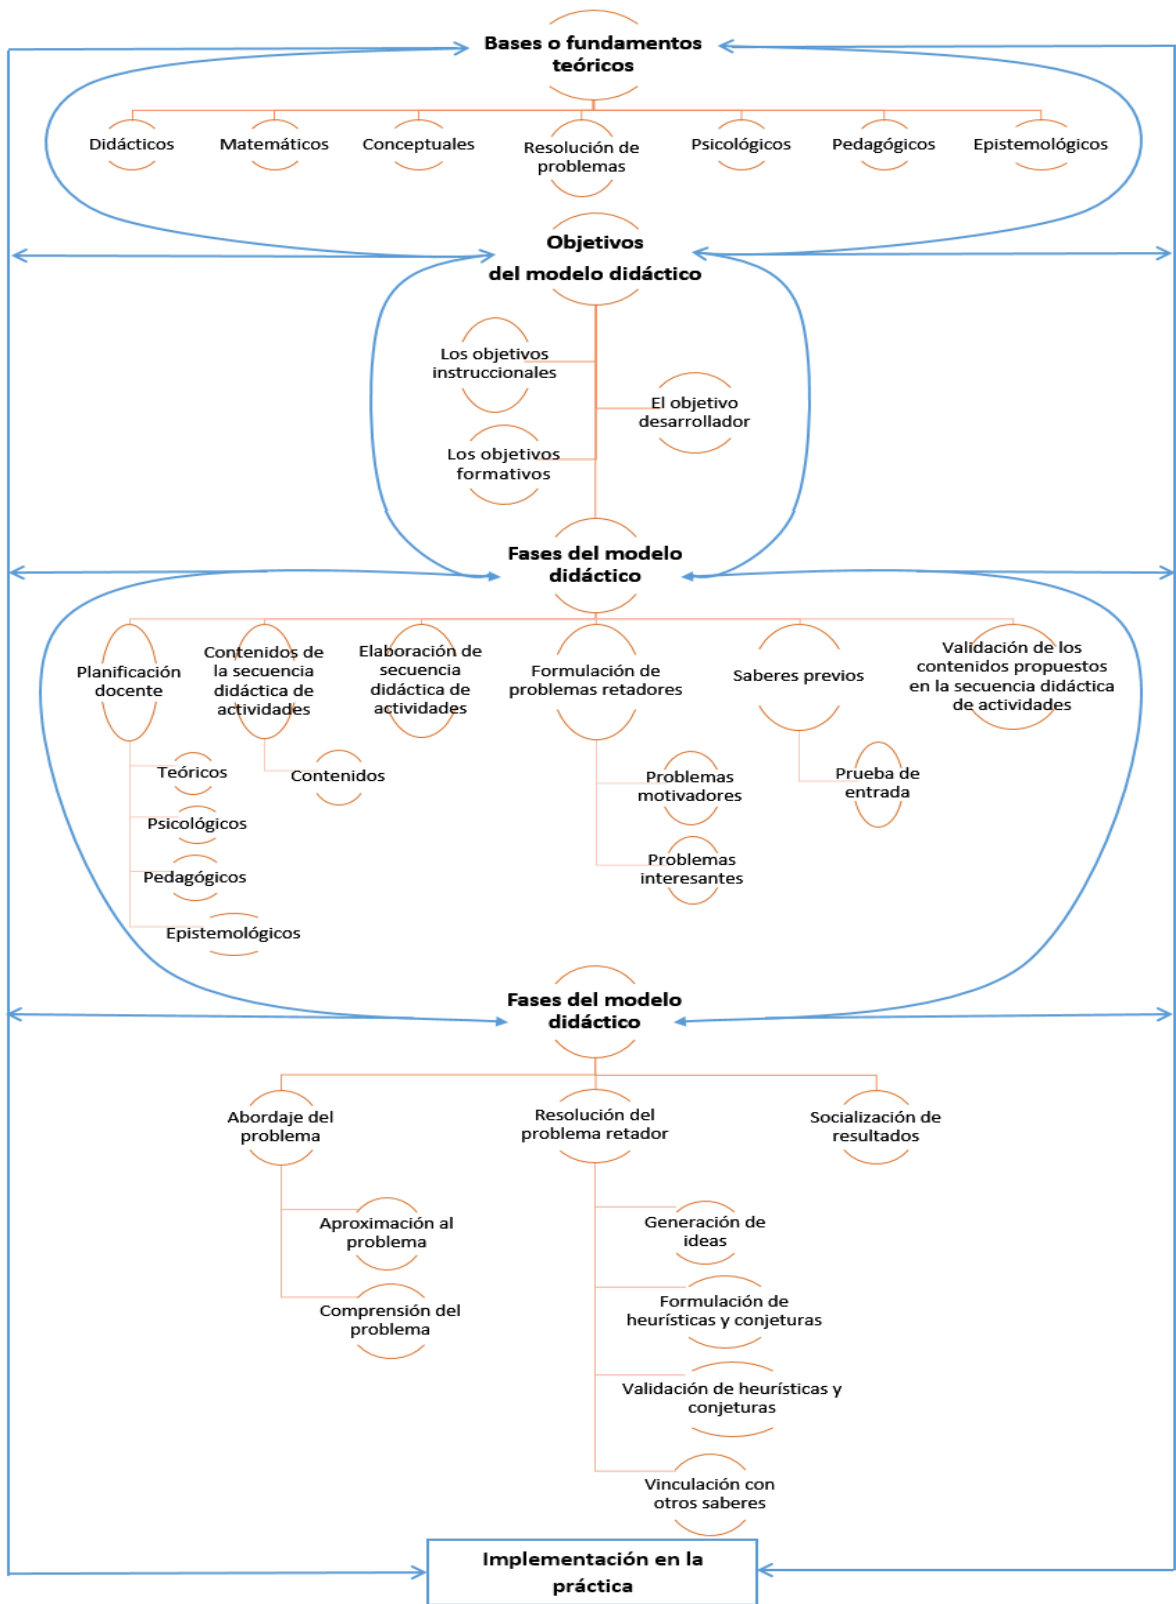 Bases o fundamentos
teóricos
Didácticos
Matemáticos
Conceptuales
Resolución de
problemas
Psicológicos
Pedagógicos
Epistemológicos
Objetivos
del modelo didáctico
Los objetivos
instruccionales
El objetivo
desarrollador
Los objetivos
formativos
Fases del modelo
didáctico
Planificación
docente
Contenidos de
la secuencia
didáctica de
actividades
Elaboración de
secuencia
didáctica de
actividades
Formulación de
problemas retadores
Saberes previos
Validación de los
contenidos propuestos
en la secuencia didáctica
de actividades
Teóricos
Psicológicos
Pedagógicos
Epistemológicos
Contenidos
Problemas
motivadores
Problemas
interesantes
Prueba de
entrada
Fases del modelo
didáctico
Abordaje del
problema
Resolución del
problema retador
Socialización de
resultados
Aproximación al
problema
Comprensión del
problema
Generación de
ideas
Formulación de
heurísticas y conjeturas
Validación de heurísticas y
conjeturas
Vinculación con
otros saberes
Implementación en la
práctica